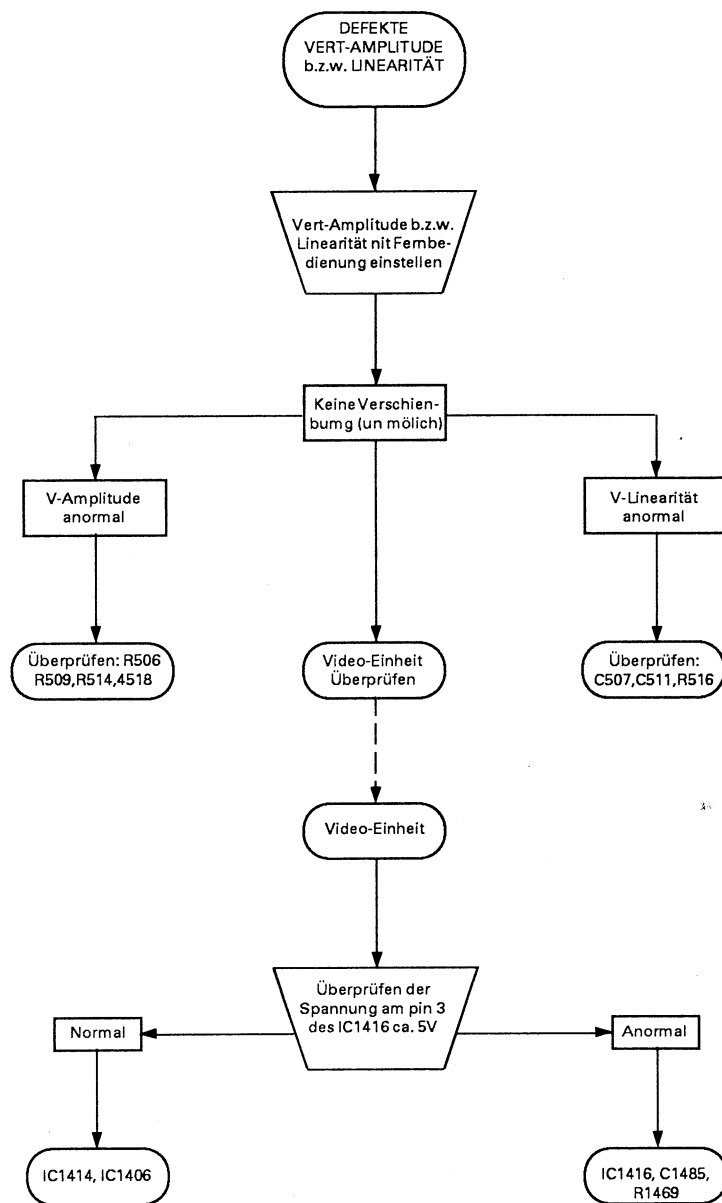 DEFEKTE
VERT-AMPLITUDE
b.z.w. LINEARITÄT
Vert-Amplitude b.z.w.
Linearität nit Fernbe-
dienung einstellen
Keine Verschien-
bumg (un mölich)
V-Amplitude
anormal
V-Linearität
anormal
Überprüfen: R506
R509,R514,4518
Video-Einheit
Überprüfen
Überprüfen:
C507,C511,R516
Video-Einheit
Überprüfen der
Spannung am pin 3
des IC1416 ca. 5V
Normal
Anormal
IC1414, IC1406
IC1416, C1485,
R1469